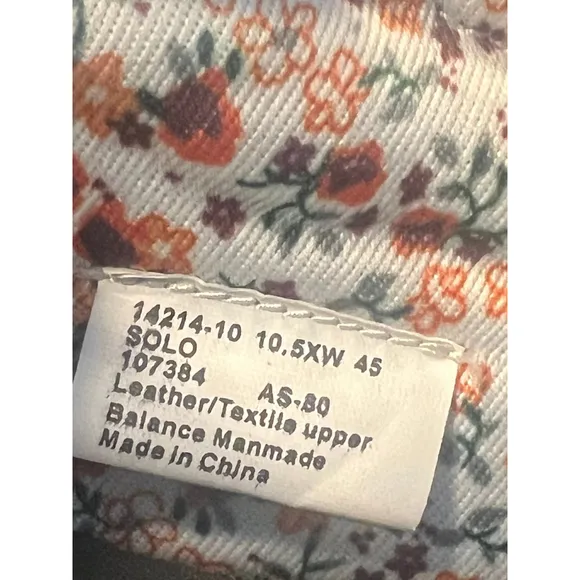 14214-10 10.5XW 45
SOLO
107384 AS-80
Leather/Textile upper
Balance Manmade
Made in China